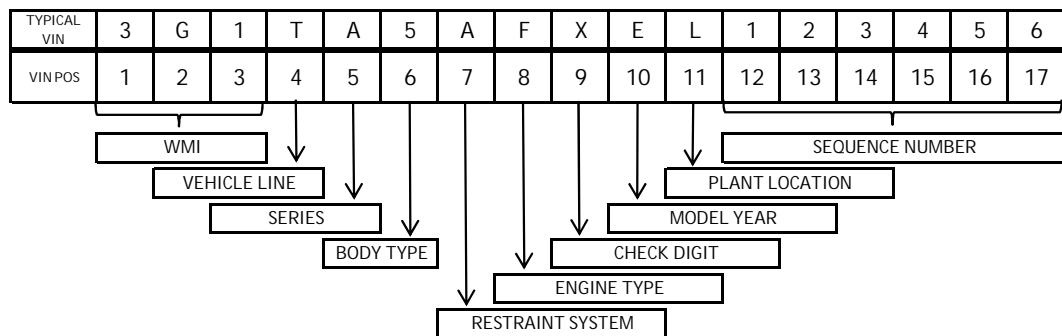 TYPICAL VIN 3 G 1 T A 5 A F X E L 1 2 3 4 5 6
VIN POS 1 2 3 4 5 6 7 8 9 10 11 12 13 14 15 16 17
WMI SEQUENCE NUMBER
VEHICLE LINE PLANT LOCATION
SERIES MODEL YEAR
BODY TYPE CHECK DIGIT
ENGINE TYPE
RESTRAINT SYSTEM